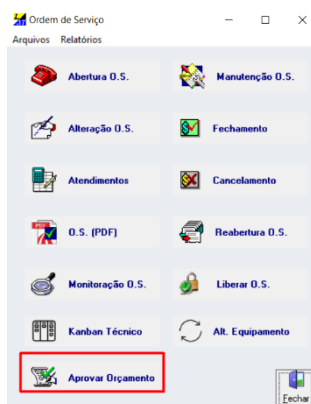 Ordem de Serviço
Arquivos Relatórios
Abertura O.S. Manutenção O.S.
Alteração O.S. Fechamento
Atendimentos Cancelamento
PDF O.S. (PDF) Reabertura O.S.
Monitoração O.S. Liberar O.S.
Kanban Técnico Alt. Equipamento
Aprovar Orçamento
Fechar